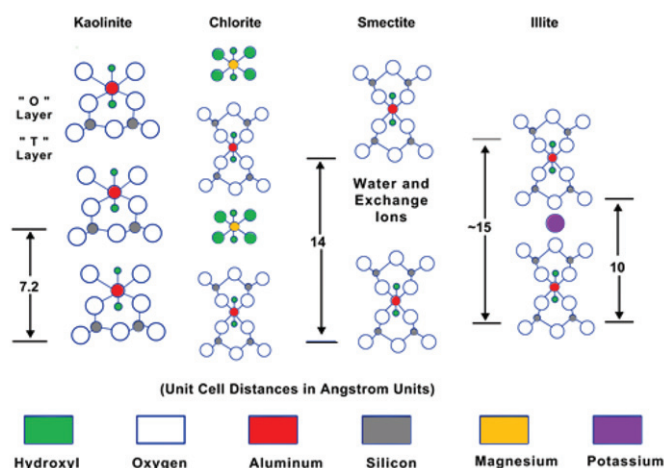 Kaolinite
Chlorite
Smectite
Illite
" O "
Layer
" T "
Layer
7.2
14
Water and
Exchange
Ions
~15
10
(Unit Cell Distances in Angstrom Units)
Hydroxyl
Oxygen
Aluminum
Silicon
Magnesium
Potassium